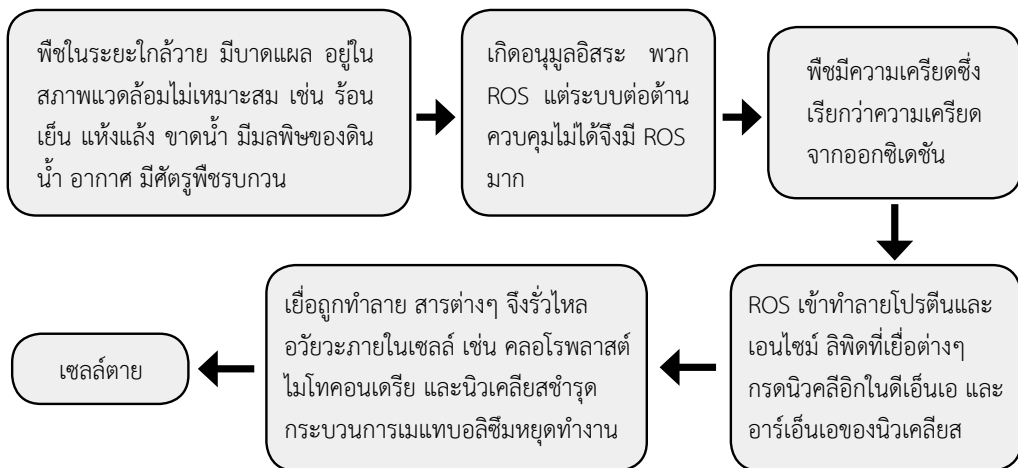 พืชในระยะใกล้วาย มีบาดแผล อยู่ใน
สภาพแวดล้อมไม่เหมาะสม เช่น ร้อน
เย็น แห้งแล้ง ขาดน้ำ มีมลพิษของดิน
น้ำ อากาศ มีศัตรูพืชรบกวน
เกิดอนุมูลอิสระ พวก
ROS แต่ระบบต่อต้าน
ควบคุมไม่ได้จึงมี ROS
มาก
พืชมีความเครียดซึ่ง
เรียกว่าความเครียด
จากออกซิเดชัน
ROS เข้าทำลายโปรตีนและ
เอนไซม์ ลิพิดที่เยื่อต่างๆ
กรดนิวคลีอิกในดีเอ็นเอ และ
อาร์เอ็นเอของนิวเคลียส
เยื่อถูกทำลาย สารต่างๆ จึงรั่วไหล
อวัยวะภายในเซลล์ เช่น คลอโรพลาสต์
ไมโทคอนเดรีย และนิวเคลียสชำรุด
กระบวนการเมแทบอลิซึมหยุดทำงาน
เซลล์ตาย